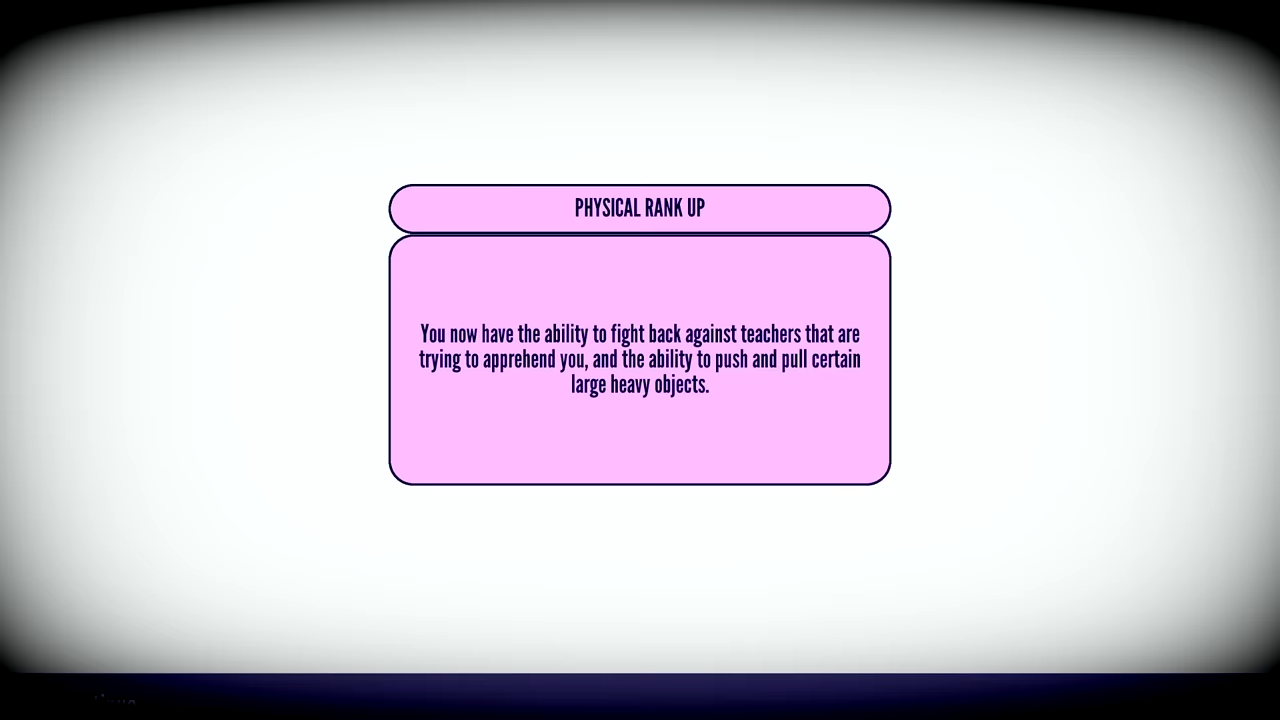 PHYSICAL RANK UP
You now have the ability to fight back against teachers that are
trying to apprehend you, and the ability to push and pull certain
large heavy objects.